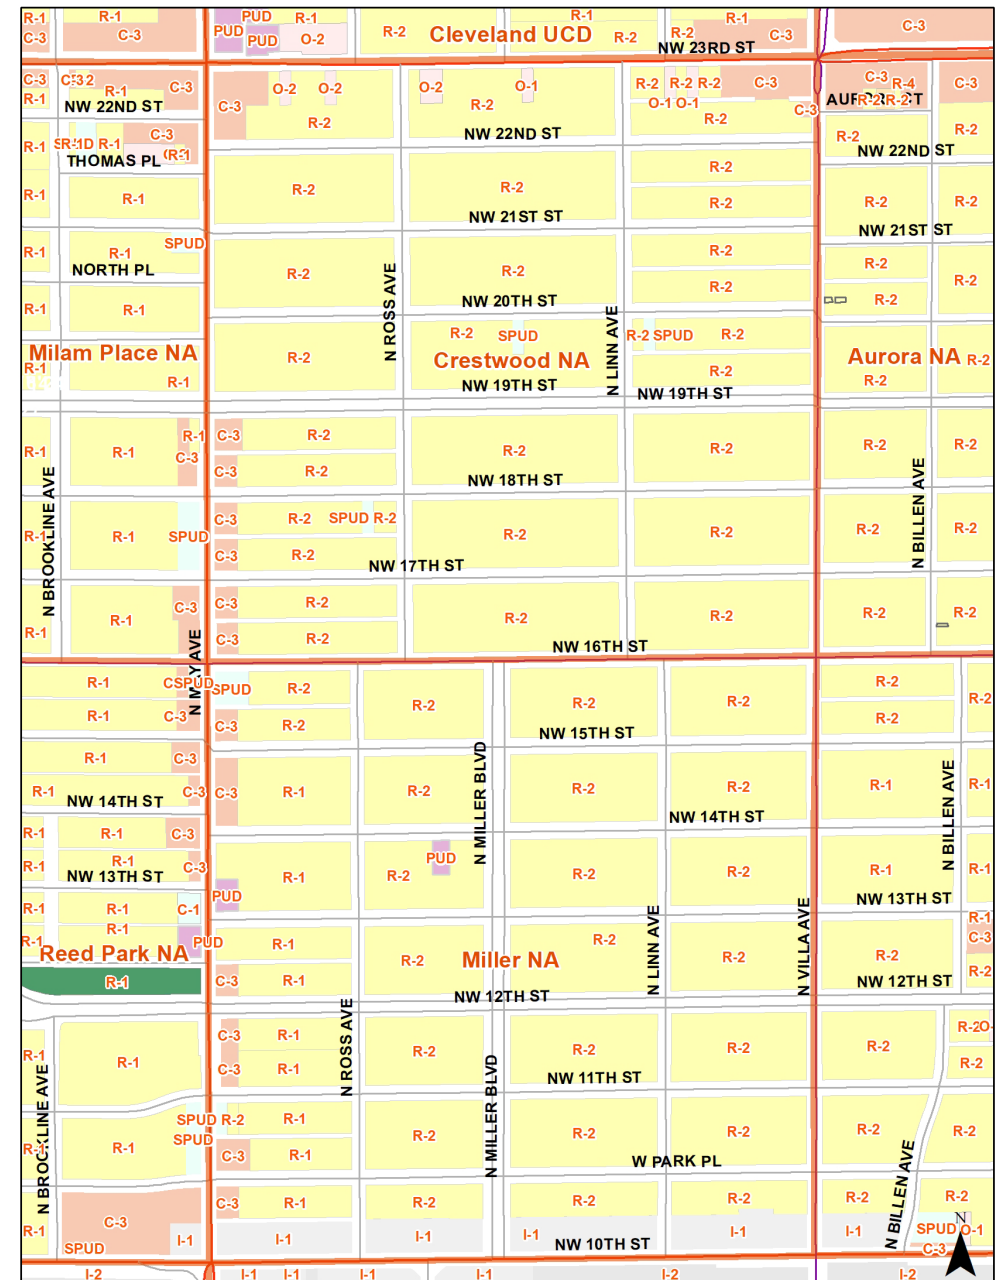 R-1 R-1 PUD R-1 R-1 R-1 C-3
C-3 C-3 PUD PUD O-2 R-2 Cleveland UCD R-2 C-3
NW 23RD ST
C-3 R-1 C-3 O-2 O-2 O-2 O-1 R-2 R-2 R-2 C-3 C-3 R-4 C-3
R-1 NW 22ND ST C-3 R-2 O-1 O-1 C-3 R-2 R-2
R-2 R-2
R-1 R-1 C-3 NW 22ND ST R-2 R-2
THOMAS PL R-1 NW 22ND ST
R-2
R-1 R-1 R-2 R-2 R-2 R-2 R-2
NW 21ST ST NW 21ST ST
R-1 R-1 SPUD R-2 R-2
NORTH PL R-2 R-2 R-2 R-2
NW 20TH ST R-2
R-1 R-1 N ROSS AVE N LINN AVE
R-2 SPUD R-2 SPUD R-2
Milam Place NA R-2 Crestwood NA Aurora NA R-2
R-1 R-1 NW 19TH ST R-2 R-2
NW 19TH ST
R-1 C-3 R-2
R-1 R-1 C-3 R-2 R-2 R-2 R-2
C-3 R-2 NW 18TH ST
N BROOKLINE AVE N BILLEN AVE
R-1 R-1 SPUD C-3 R-2 SPUD R-2 R-2 R-2 R-2 R-2
C-3 R-2 NW 17TH ST
R-1 C-3 C-3 R-2 R-2 R-2 R-2 R-2
R-1 C-3 R-2 NW 16TH ST
N MAY AVE
R-1 SPUD SPUD R-2 R-2 R-2 R-2 R-2 R-2
R-1 C-3 C-3 R-2 NW 15TH ST R-2
R-1 C-3 N MILLER BLVD N BILLEN AVE
R-1 C-3 C-3 R-1 R-2 R-2 R-2 R-1 R-1
NW 14TH ST NW 14TH ST
R-1 R-1 C-3
R-1 R-1 C-3 R-1 R-2 PUD R-2 R-2 R-1 R-1
NW 13TH ST PUD NW 13TH ST
R-1 R-1 C-1 R-1
R-1 R-1 PUD R-1 R-2 C-3
Reed Park NA R-2 Miller NA R-2 R-2
R-1 C-3 R-1 N LINN AVE N VILLA AVE NW 12TH ST R-2
NW 12TH ST
C-3 R-1 R-2
R-1 R-1 N ROSS AVE R-2 R-2 R-2 R-2
C-3 R-1 NW 11TH ST R-2
N BROOKLINE AVE N MILLER BLVD N BILLEN AVE
SPUD R-2 R-1
R-1 SPUD R-2 R-2 R-2 R-2 R-2
C-3 R-1 W PARK PL
C-3 R-1 R-2 R-2 R-2 R-2 R-2
R-1 C-3 I-1 I-1 I-1 I-1 I-1 I-1 SPUD O-1
SPUD NW 10TH ST C-3
N
I-2 I-1 I-1 I-1 I-1 I-2 I-2